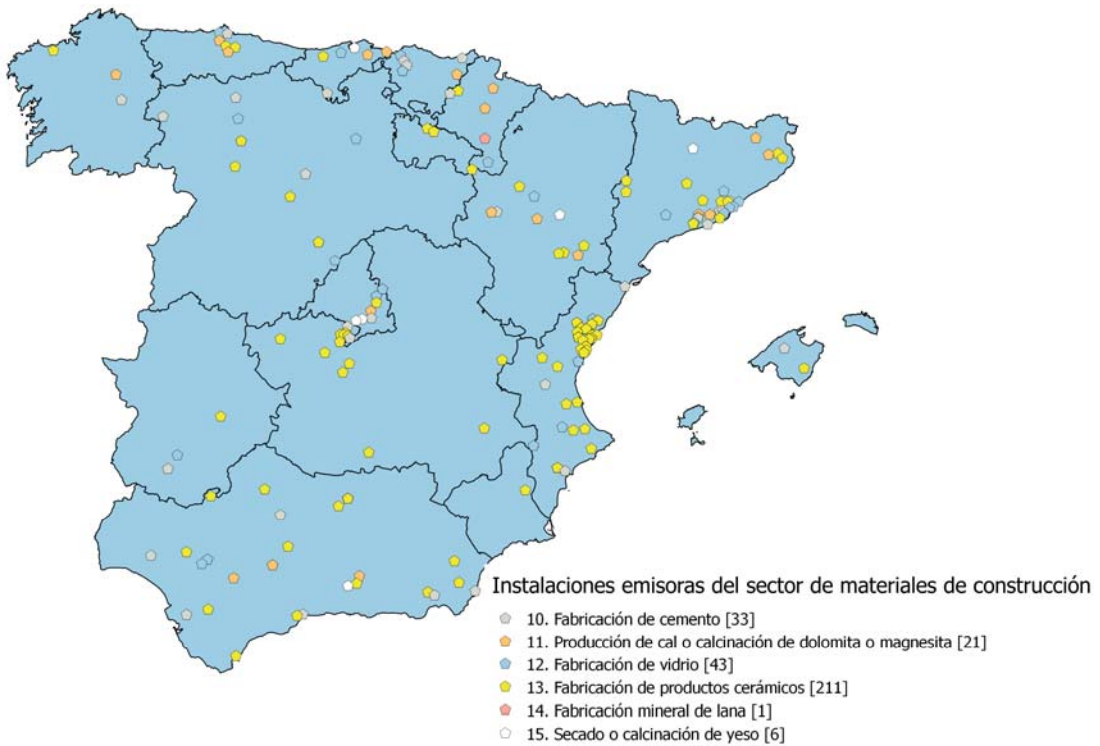 Instalaciones emisoras del sector de materiales de construcción
10. Fabricación de cemento [33]
11. Producción de cal o calcinación de dolomita o magnesita [21]
12. Fabricación de vidrio [43]
13. Fabricación de productos cerámicos [211]
14. Fabricación mineral de lana [1]
15. Secado o calcinación de yeso [6]